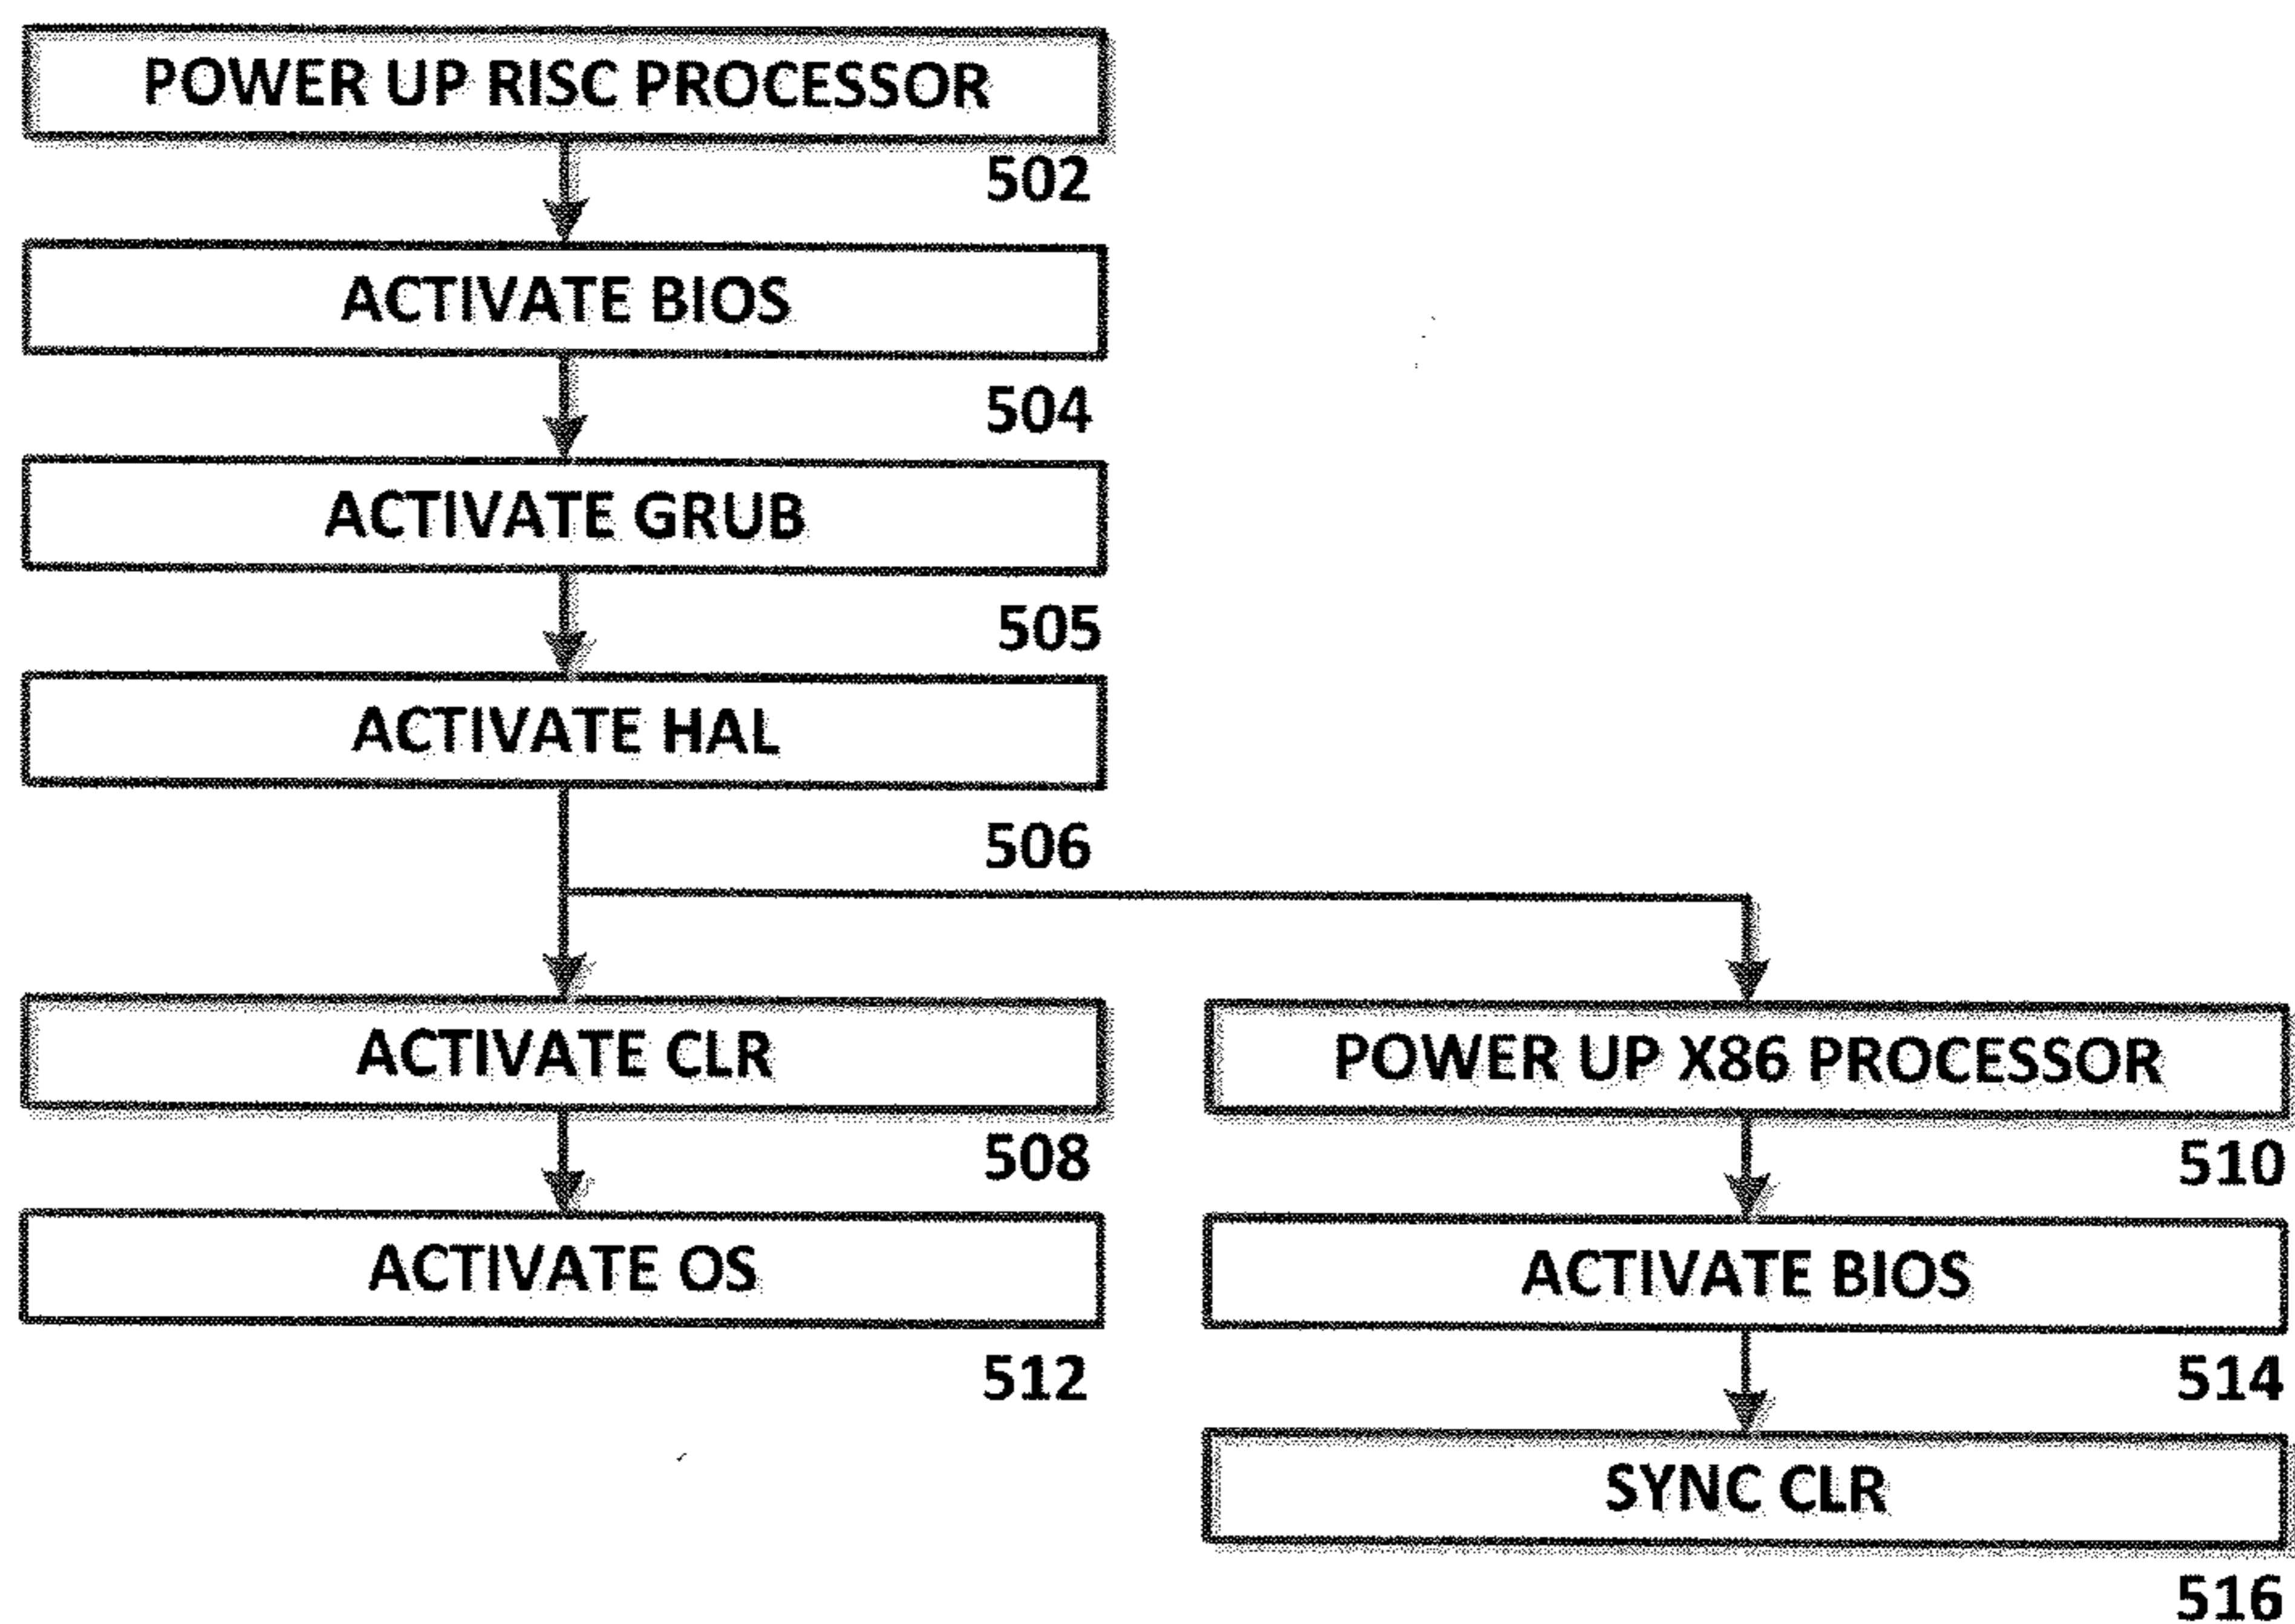 POWER UP RISC PROCESSOR
502
ACTIVATE BIOS
504
ACTIVATE GRUB
505
ACTIVATE HAL
506
ACTIVATE CLR
508
ACTIVATE OS
512
POWER UP X86 PROCESSOR
510
ACTIVATE BIOS
514
SYNC CLR
516